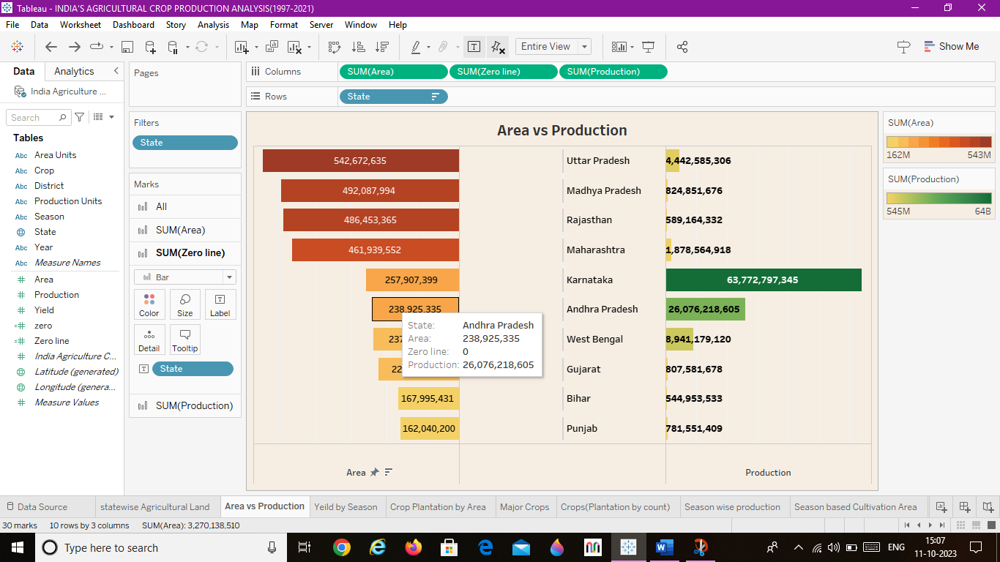 Tableau - INDIA'S AGRICULTURAL CROP PRODUCTION ANALYSIS(1997-2021)
File Data Worksheet Dashboard Story Analysis Map Format Server Window Help
Entire View
Show Me
Data Analytics
India Agriculture ...
Search
Tables
Abc Area Units
Abc Crop
Abc District
Abc Production Units
Abc Season
State
Abc Year
Abc Measure Names
# Area
# Production
# Yield
=# zero
=# Zero line
# India Agriculture C...
Latitude (generated)
Longitude (genera...
# Measure Values
Pages
Filters
State
Marks
All
SUM(Area)
SUM(Zero line)
Bar
Color Size Label
Detail Tooltip
State
SUM(Production)
Columns SUM(Area) SUM(Zero line) SUM(Production)
Rows State
Area vs Production
542,672,635 Uttar Pradesh 4,442,585,306
492,087,994 Madhya Pradesh 824,851,676
486,453,365 Rajasthan 589,164,332
461,939,552 Maharashtra 1,878,564,918
257,907,399 Karnataka 63,772,797,345
238,925,335 Andhra Pradesh 26,076,218,605
237 West Bengal 8,941,179,120
22 Gujarat 807,581,678
167,995,431 Bihar 544,953,533
162,040,200 Punjab 781,551,409
State: Andhra Pradesh
Area: 238,925,335
Zero line: 0
Production: 26,076,218,605
Area Production
SUM(Area)
162M 543M
SUM(Production)
545M 64B
Data Source statewise Agricultural Land Area vs Production Yeild by Season Crop Plantation by Area Major Crops Crops(Plantation by count) Season wise production Season based Cultivation Area
30 marks 10 rows by 3 columns SUM(Area): 3,270,138,510
Type here to search
ENG
15:07
11-10-2023